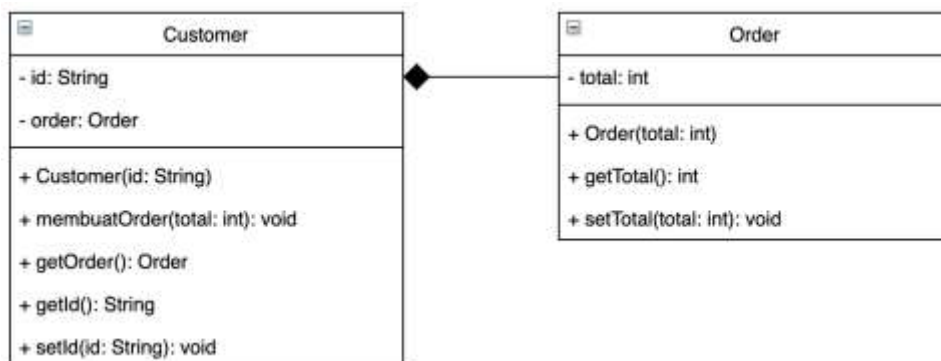 Customer
- id: String
- order: Order
+ Customer(id: String)
+ membuatOrder(total: int): void
+ getOrder(): Order
+ getId(): String
+ setId(id: String): void
Order
- total: int
+ Order(total: int)
+ getTotal(): int
+ setTotal(total: int): void